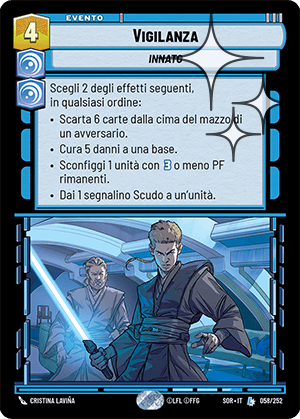 4
EVENTO
VIGILANZA
INNATO
Scegli 2 degli effetti seguenti,
in qualsiasi ordine:
• Scarta 6 carte dalla cima del mazzo di
un avversario.
• Cura 5 danni a una base.
• Sconfiggi 1 unità con 3 o meno PF
rimanenti.
• Dai 1 segnalino Scudo a un'unità.
CRISTINA LAVIÑA
©LFL ©FFG
SOR • IT L 058/252